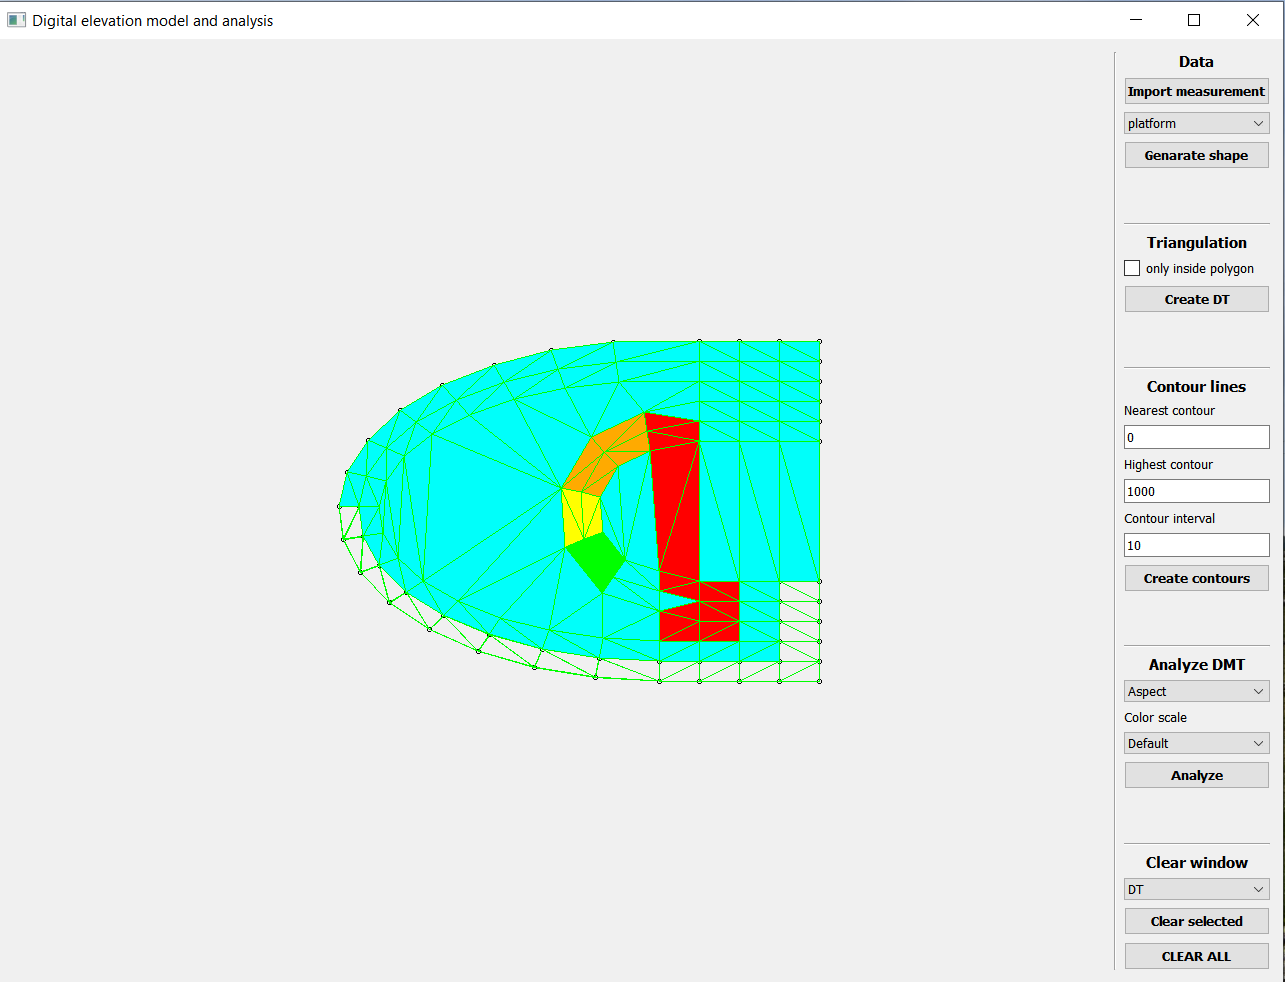 Digital elevation model and analysis
Data
Import measurement
platform
Genarate shape
Triangulation
only inside polygon
Create DT
Contour lines
Nearest contour
0
Highest contour
1000
Contour interval
10
Create contours
Analyze DMT
Aspect
Color scale
Default
Analyze
Clear window
DT
Clear selected
CLEAR ALL